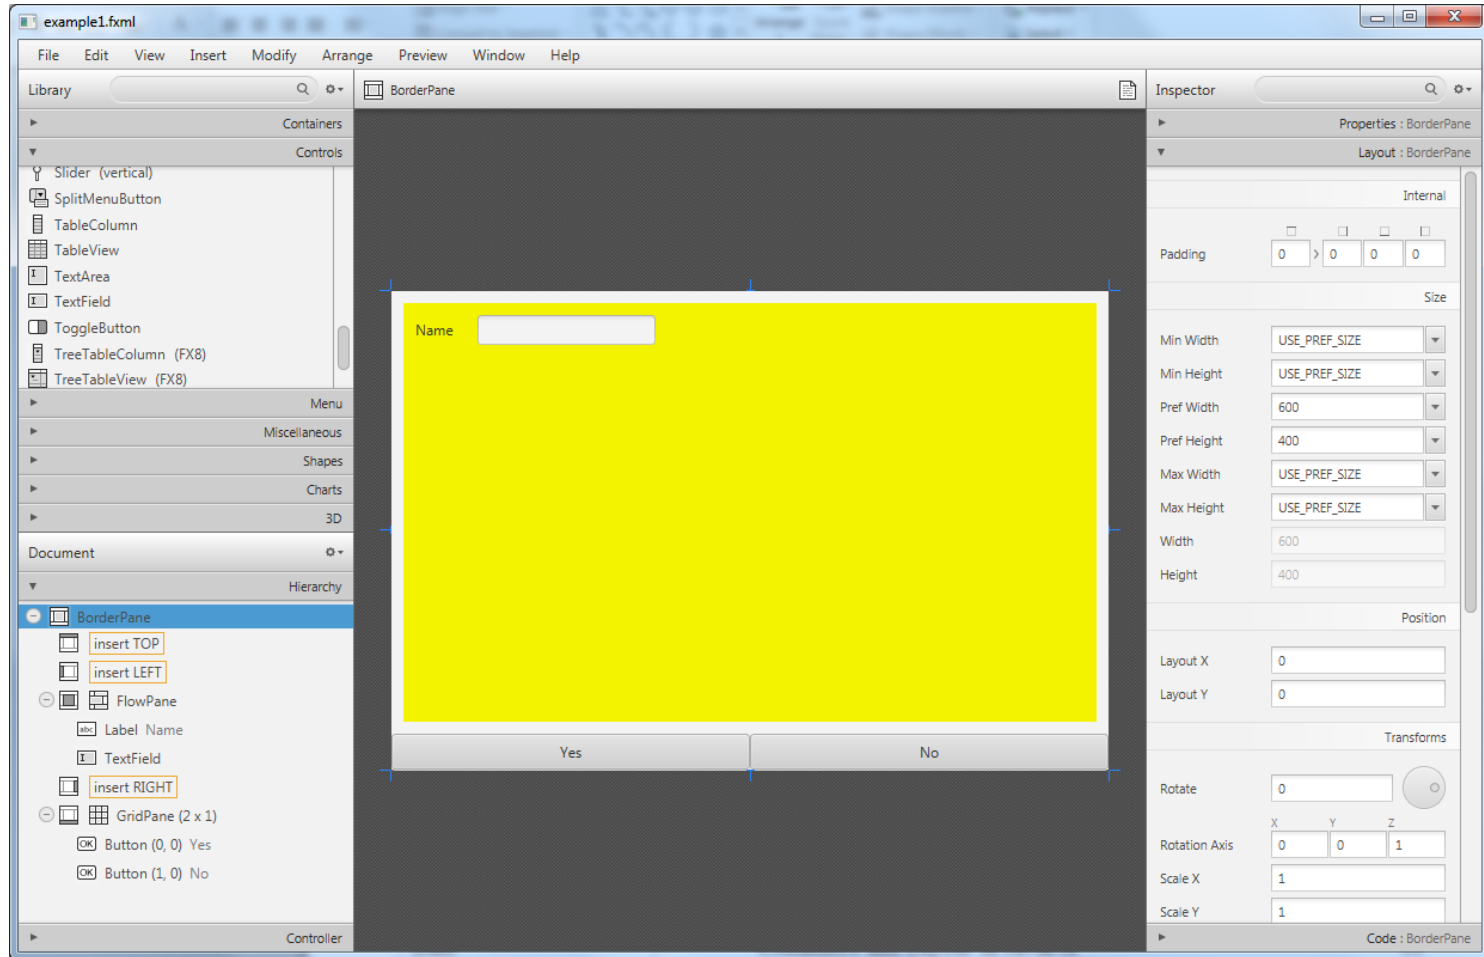 example1.fxml
File Edit View Insert Modify Arrange Preview Window Help
Library
Containers
Controls
Slider (vertical)
SplitMenuButton
TableColumn
TableView
TextArea
TextField
ToggleButton
TreeTableColumn (FX8)
TreeTableView (FX8)
Menu
Miscellaneous
Shapes
Charts
3D
Document
Hierarchy
BorderPane
insert TOP
insert LEFT
FlowPane
abc Label Name
TextField
insert RIGHT
GridPane (2 x 1)
OK Button (0, 0) Yes
OK Button (1, 0) No
Controller
BorderPane
Name
Yes No
Inspector
Properties : BorderPane
Layout : BorderPane
Internal
Padding 0 0 0 0
Size
Min Width USE_PREF_SIZE
Min Height USE_PREF_SIZE
Pref Width 600
Pref Height 400
Max Width USE_PREF_SIZE
Max Height USE_PREF_SIZE
Width 600
Height 400
Position
Layout X 0
Layout Y 0
Transforms
Rotate 0
X Y Z
Rotation Axis 0 0 1
Scale X 1
Scale Y 1
Code : BorderPane